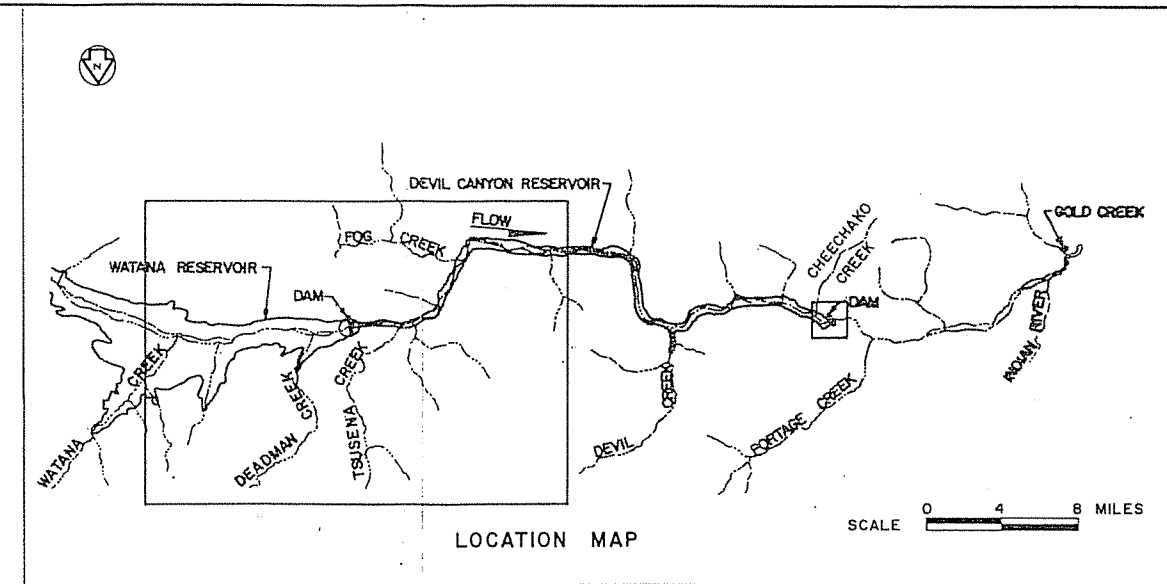 N
DEVIL CANYON RESERVOIR
FLOW
GOLD CREEK
FOG CREEK
CHEECHAKO
CREEK
WATANA RESERVOIR
DAM
DAM
INDIAN RIVER
WATANA CREEK
DEADMAN CREEK
TSUSENA CREEK
DEVIL CREEK
PORTAGE CREEK
0 4 8 MILES
SCALE
LOCATION MAP